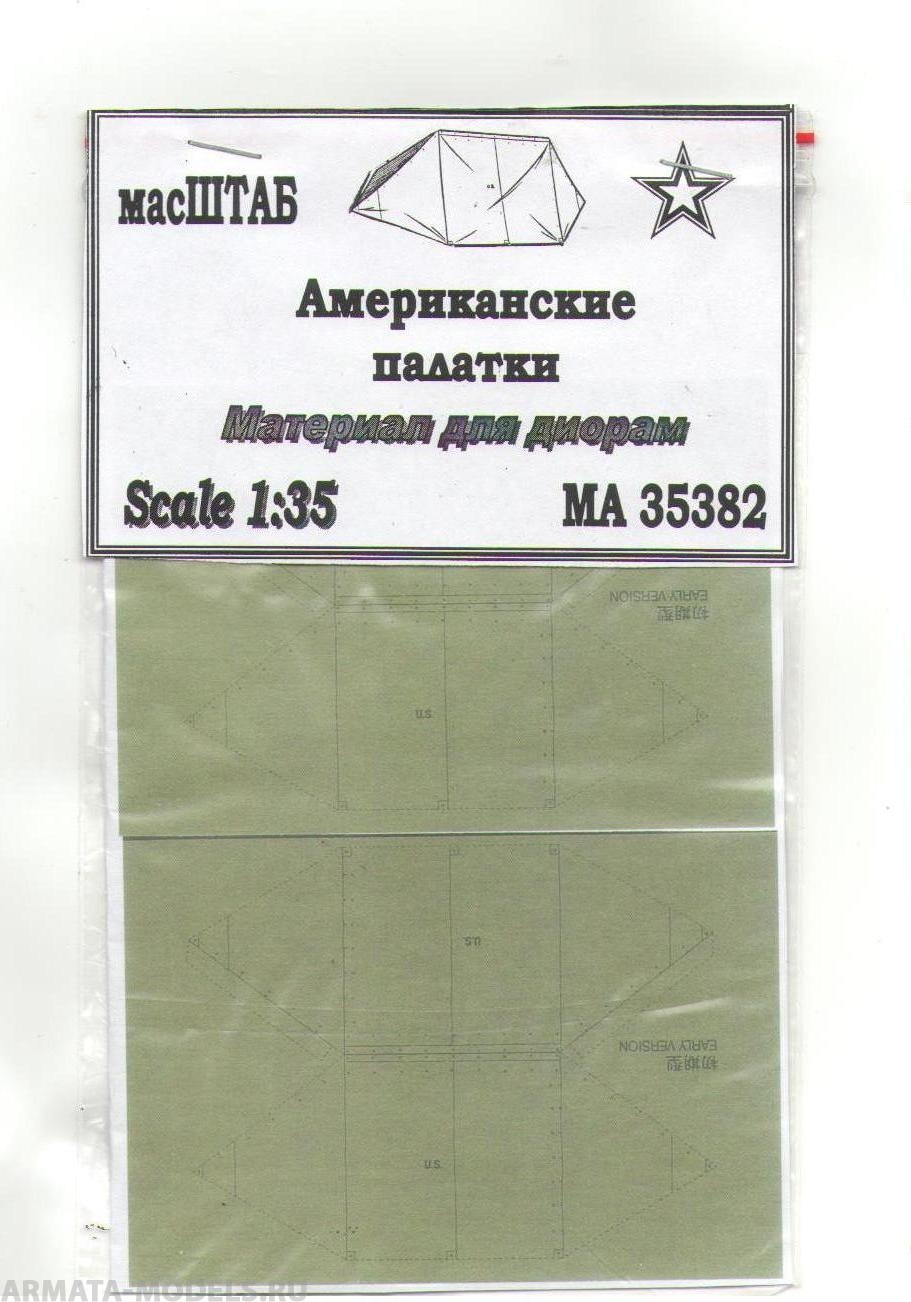 масШТАБ
Американские
палатки
Материал для диорам
Scale 1:35
МА 35382
EARLY VERSION
初期型
U.S.
U.S.
EARLY VERSION
初期型
U.S.
ARMATA-MODELS.RU